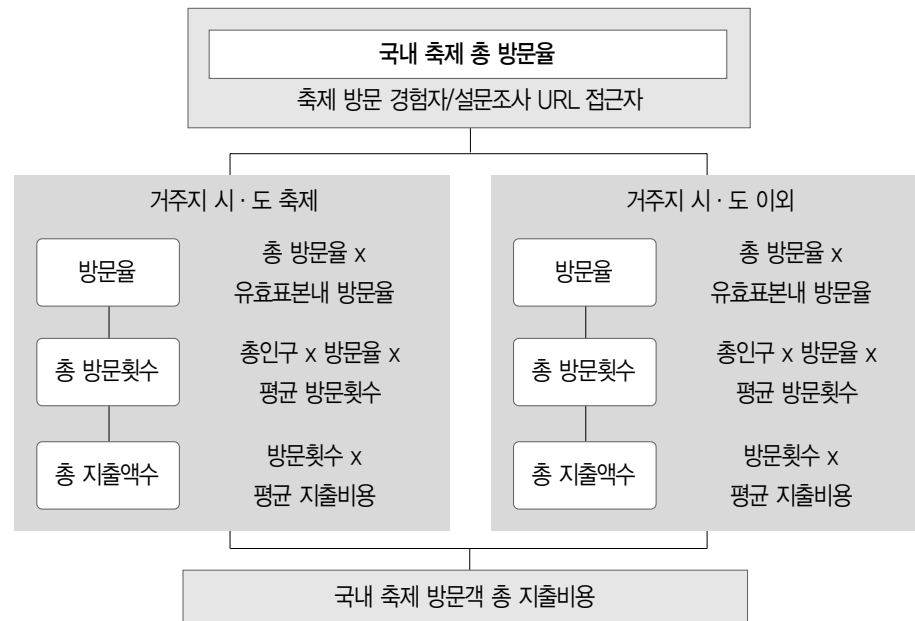 국내 축제 총 방문율
축제 방문 경험자/설문조사 URL 접근자
거주지 시·도 축제
방문율
총 방문율 x
유효표본내 방문율
총 방문횟수
총인구 x 방문율 x
평균 방문횟수
총 지출액수
방문횟수 x
평균 지출비용
거주지 시·도 이외
방문율
총 방문율 x
유효표본내 방문율
총 방문횟수
총인구 x 방문율 x
평균 방문횟수
총 지출액수
방문횟수 x
평균 지출비용
국내 축제 방문객 총 지출비용